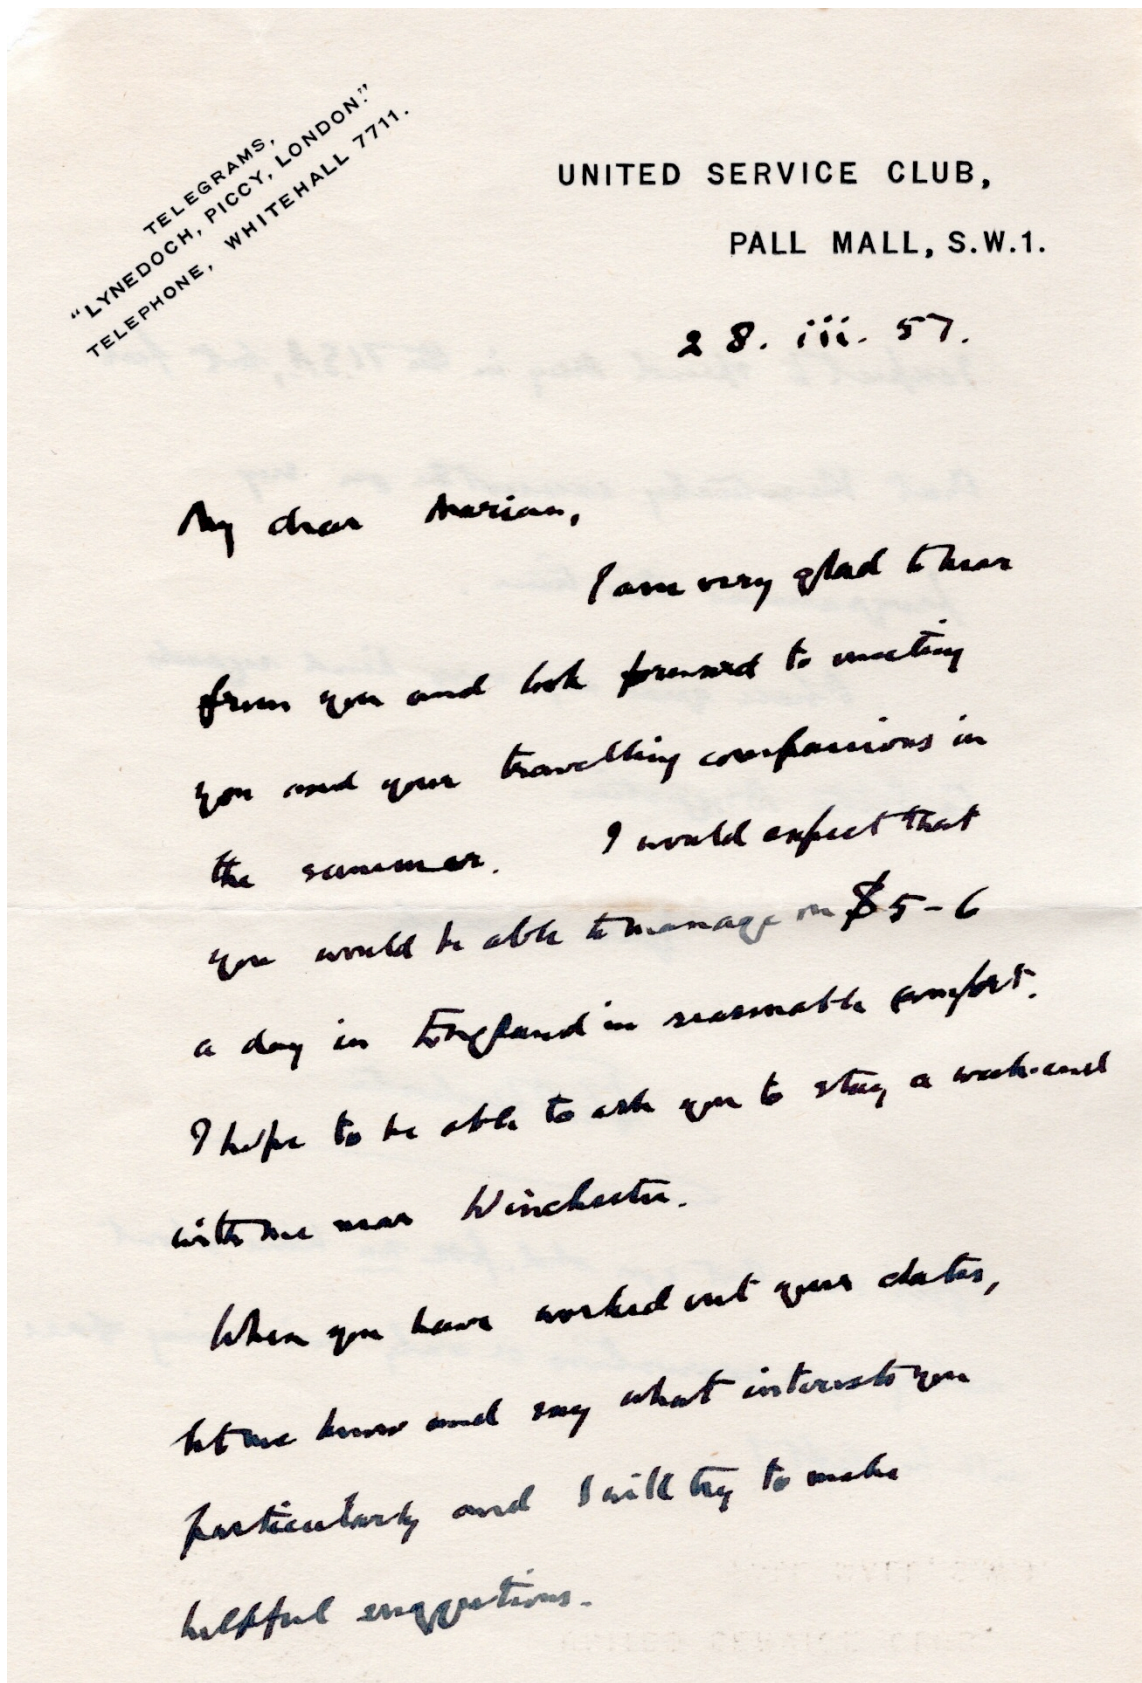 TELEGRAMS,
"LYNEDOCH, PICCY, LONDON."
TELEPHONE, WHITEHALL 7711.
UNITED SERVICE CLUB,
PALL MALL, S.W.1.
28. iii. 57.
My dear Marian,
I am very glad to hear
from you and look forward to meeting
you and your travelling companions in
the summer. I would expect that
you would be able to manage on $5-6
a day in England in reasonable comfort.
I hope to be able to ask you to stay a week-end
with me near Winchester.
When you have worked out your dates,
let me know and say what interests you
particularly and I will try to make
helpful suggestions.